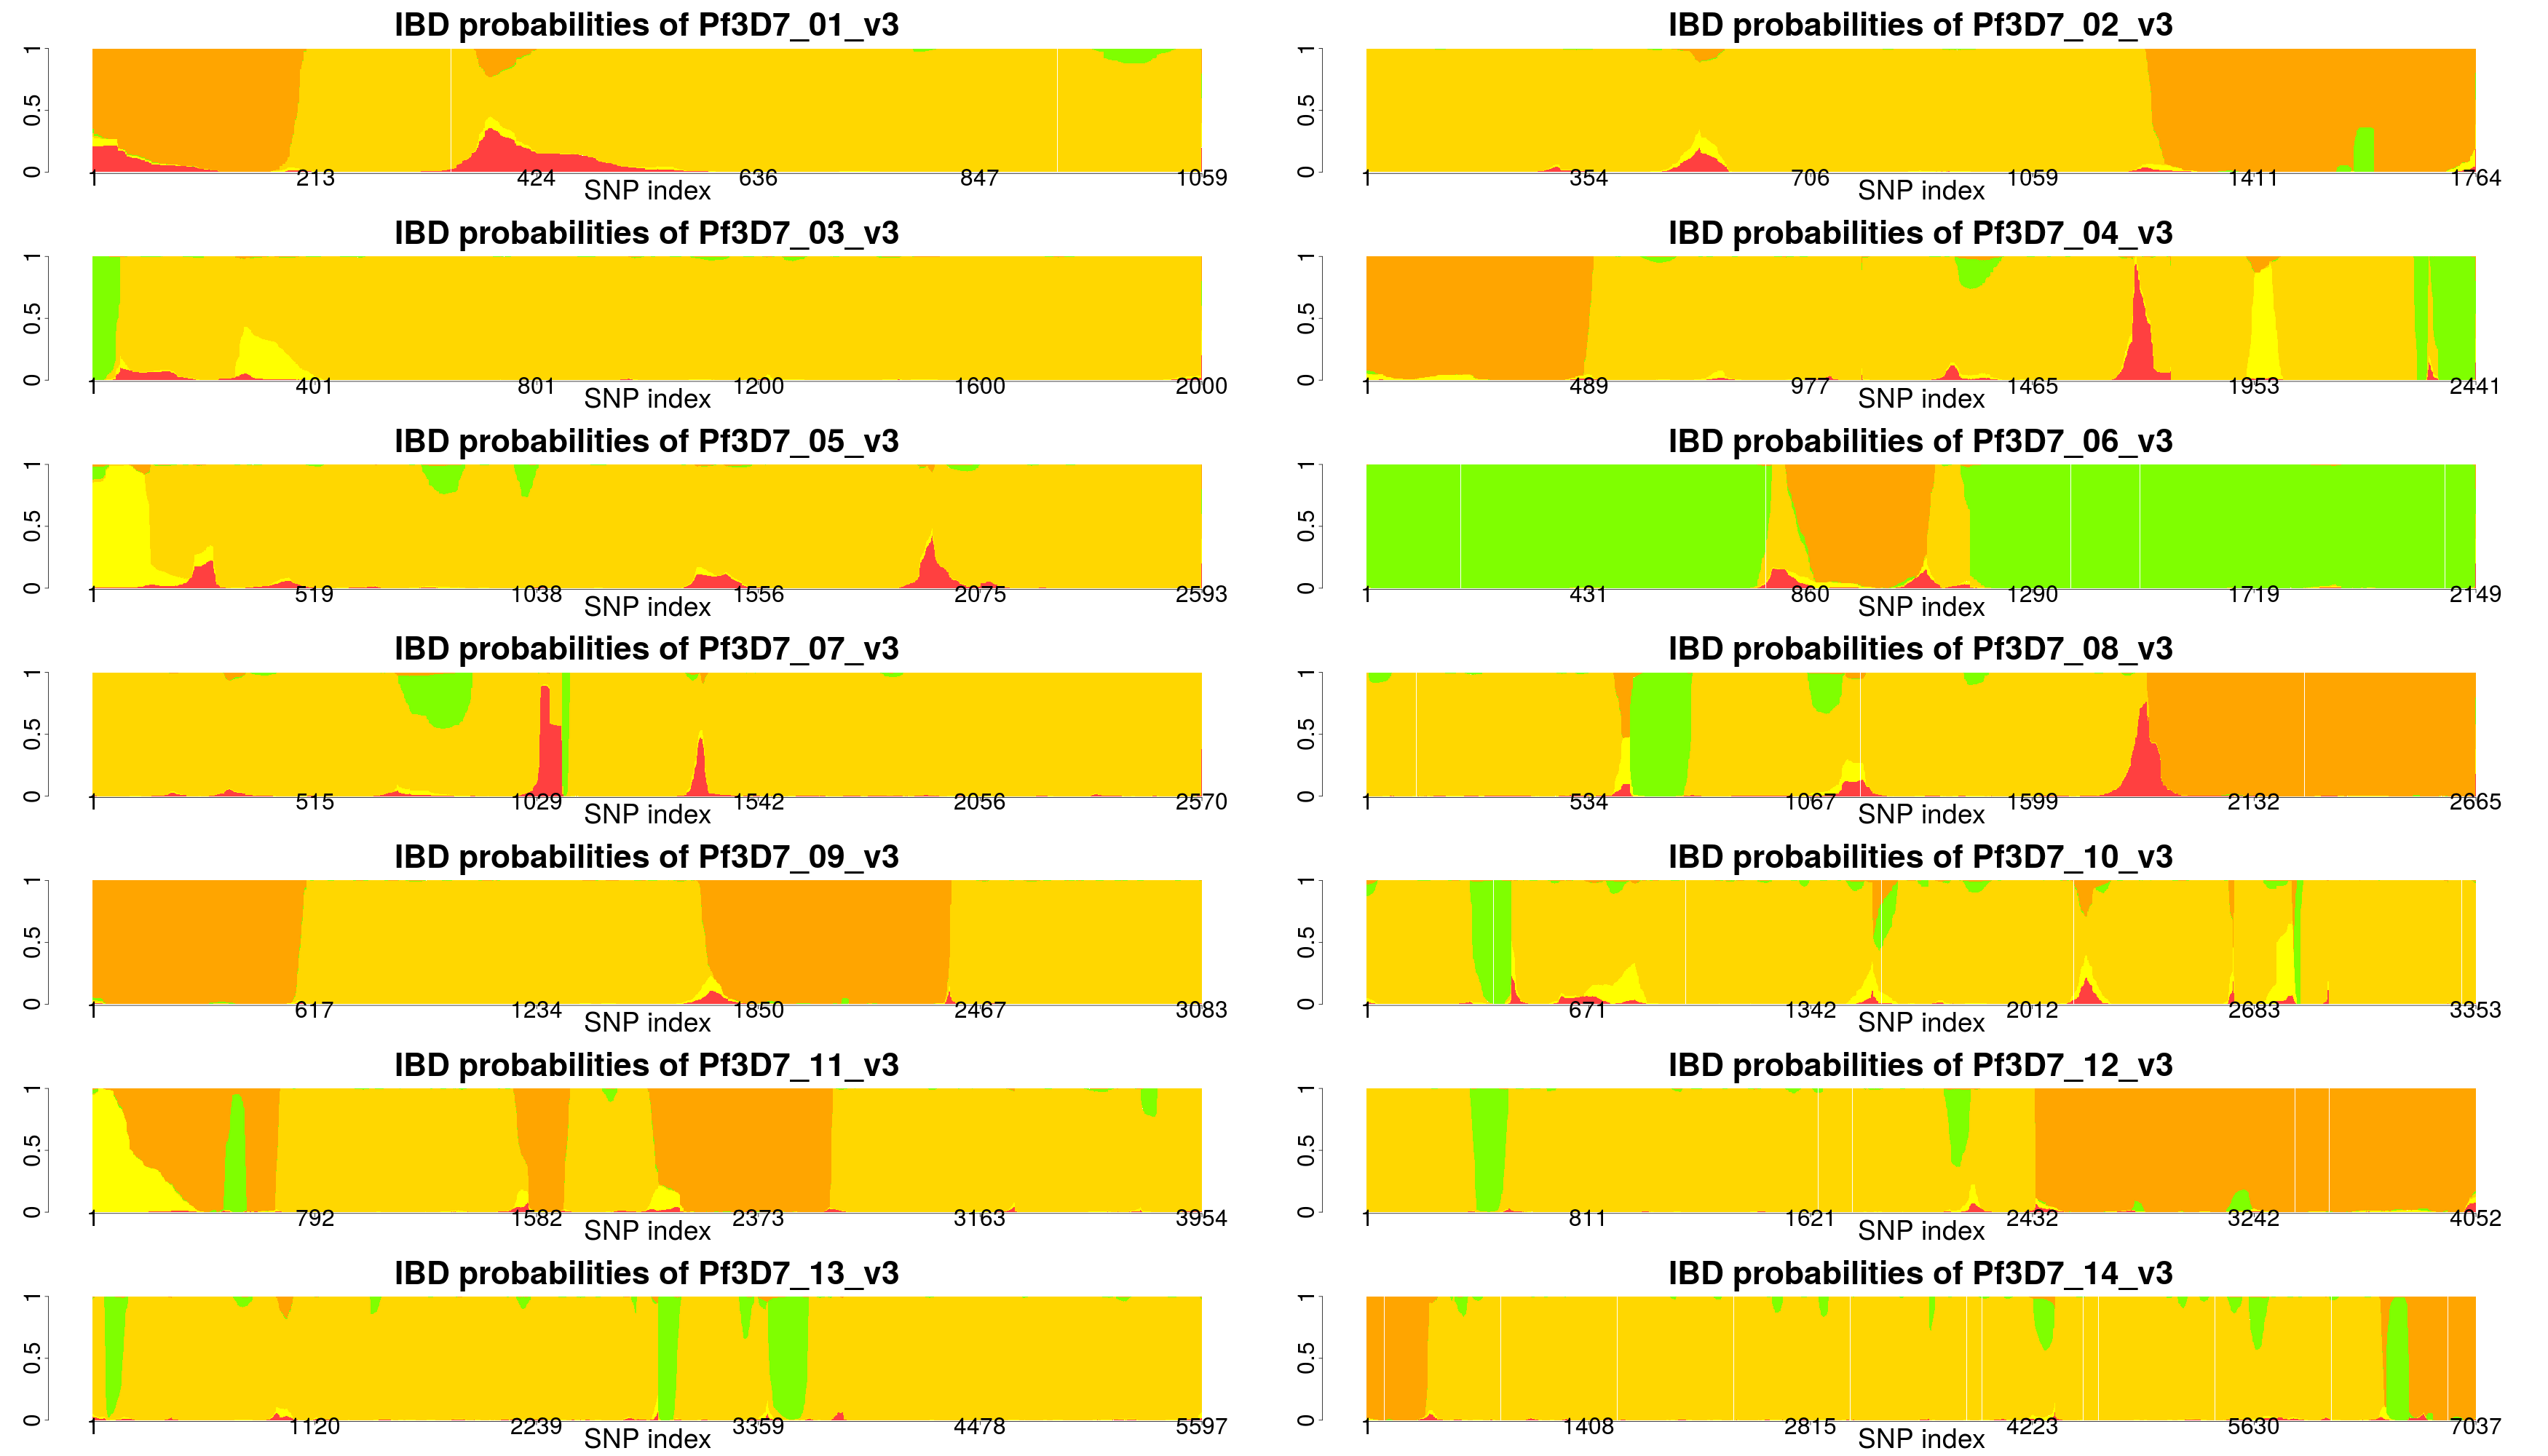 IBD probabilities of Pf3D7_01_v3
0 0.5 1
1 213 424 636 847 1059
SNP index
IBD probabilities of Pf3D7_02_v3
0 0.5 1
1 354 706 1059 1411 1764
SNP index
IBD probabilities of Pf3D7_03_v3
0 0.5 1
1 401 801 1200 1600 2000
SNP index
IBD probabilities of Pf3D7_04_v3
0 0.5 1
1 489 977 1465 1953 2441
SNP index
IBD probabilities of Pf3D7_05_v3
0 0.5 1
1 519 1038 1556 2075 2593
SNP index
IBD probabilities of Pf3D7_06_v3
0 0.5 1
1 431 860 1290 1719 2149
SNP index
IBD probabilities of Pf3D7_07_v3
0 0.5 1
1 515 1029 1542 2056 2570
SNP index
IBD probabilities of Pf3D7_08_v3
0 0.5 1
1 534 1067 1599 2132 2665
SNP index
IBD probabilities of Pf3D7_09_v3
0 0.5 1
1 617 1234 1850 2467 3083
SNP index
IBD probabilities of Pf3D7_10_v3
0 0.5 1
1 671 1342 2012 2683 3353
SNP index
IBD probabilities of Pf3D7_11_v3
0 0.5 1
1 792 1582 2373 3163 3954
SNP index
IBD probabilities of Pf3D7_12_v3
0 0.5 1
1 811 1621 2432 3242 4052
SNP index
IBD probabilities of Pf3D7_13_v3
0 0.5 1
1 1120 2239 3359 4478 5597
SNP index
IBD probabilities of Pf3D7_14_v3
0 0.5 1
1 1408 2815 4223 5630 7037
SNP index